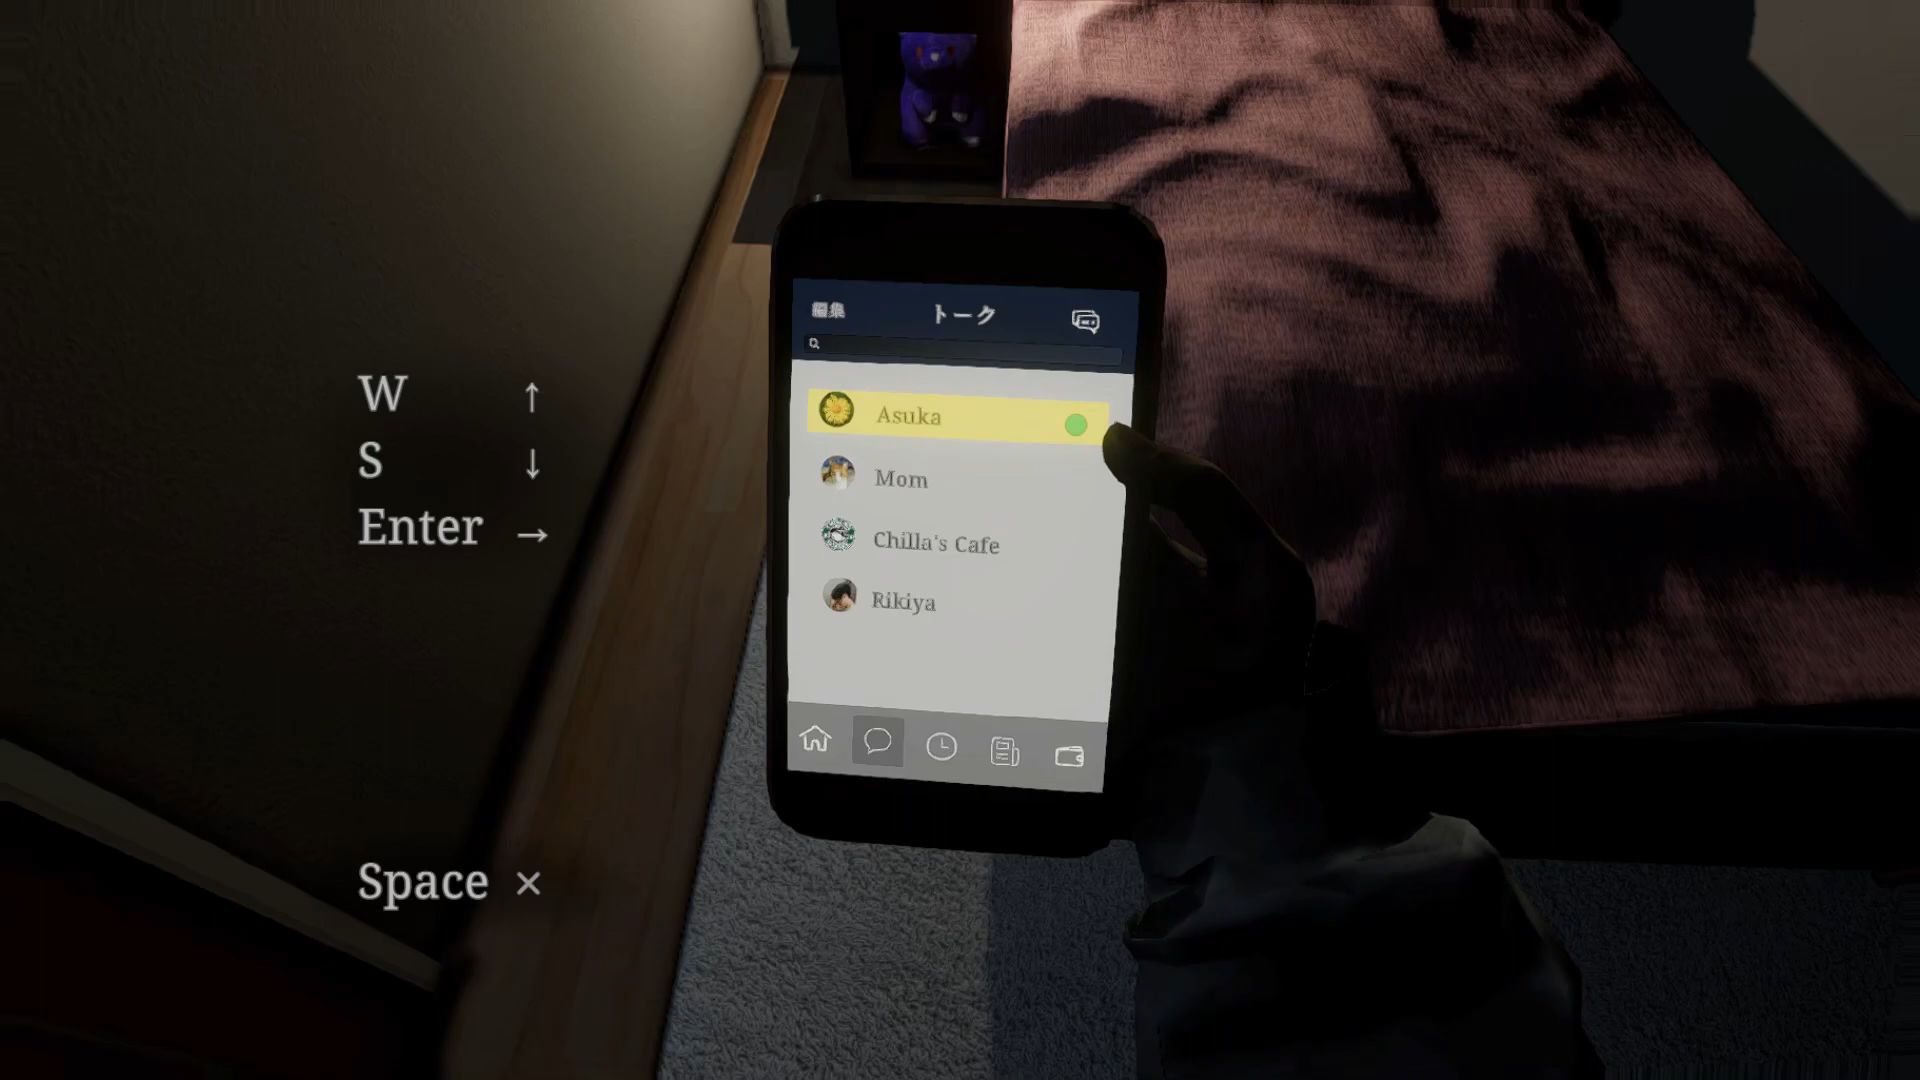 編集 トーク
Asuka
Mom
Chilla's Cafe
Rikiya
W ↑
S ↓
Enter →
Space ×